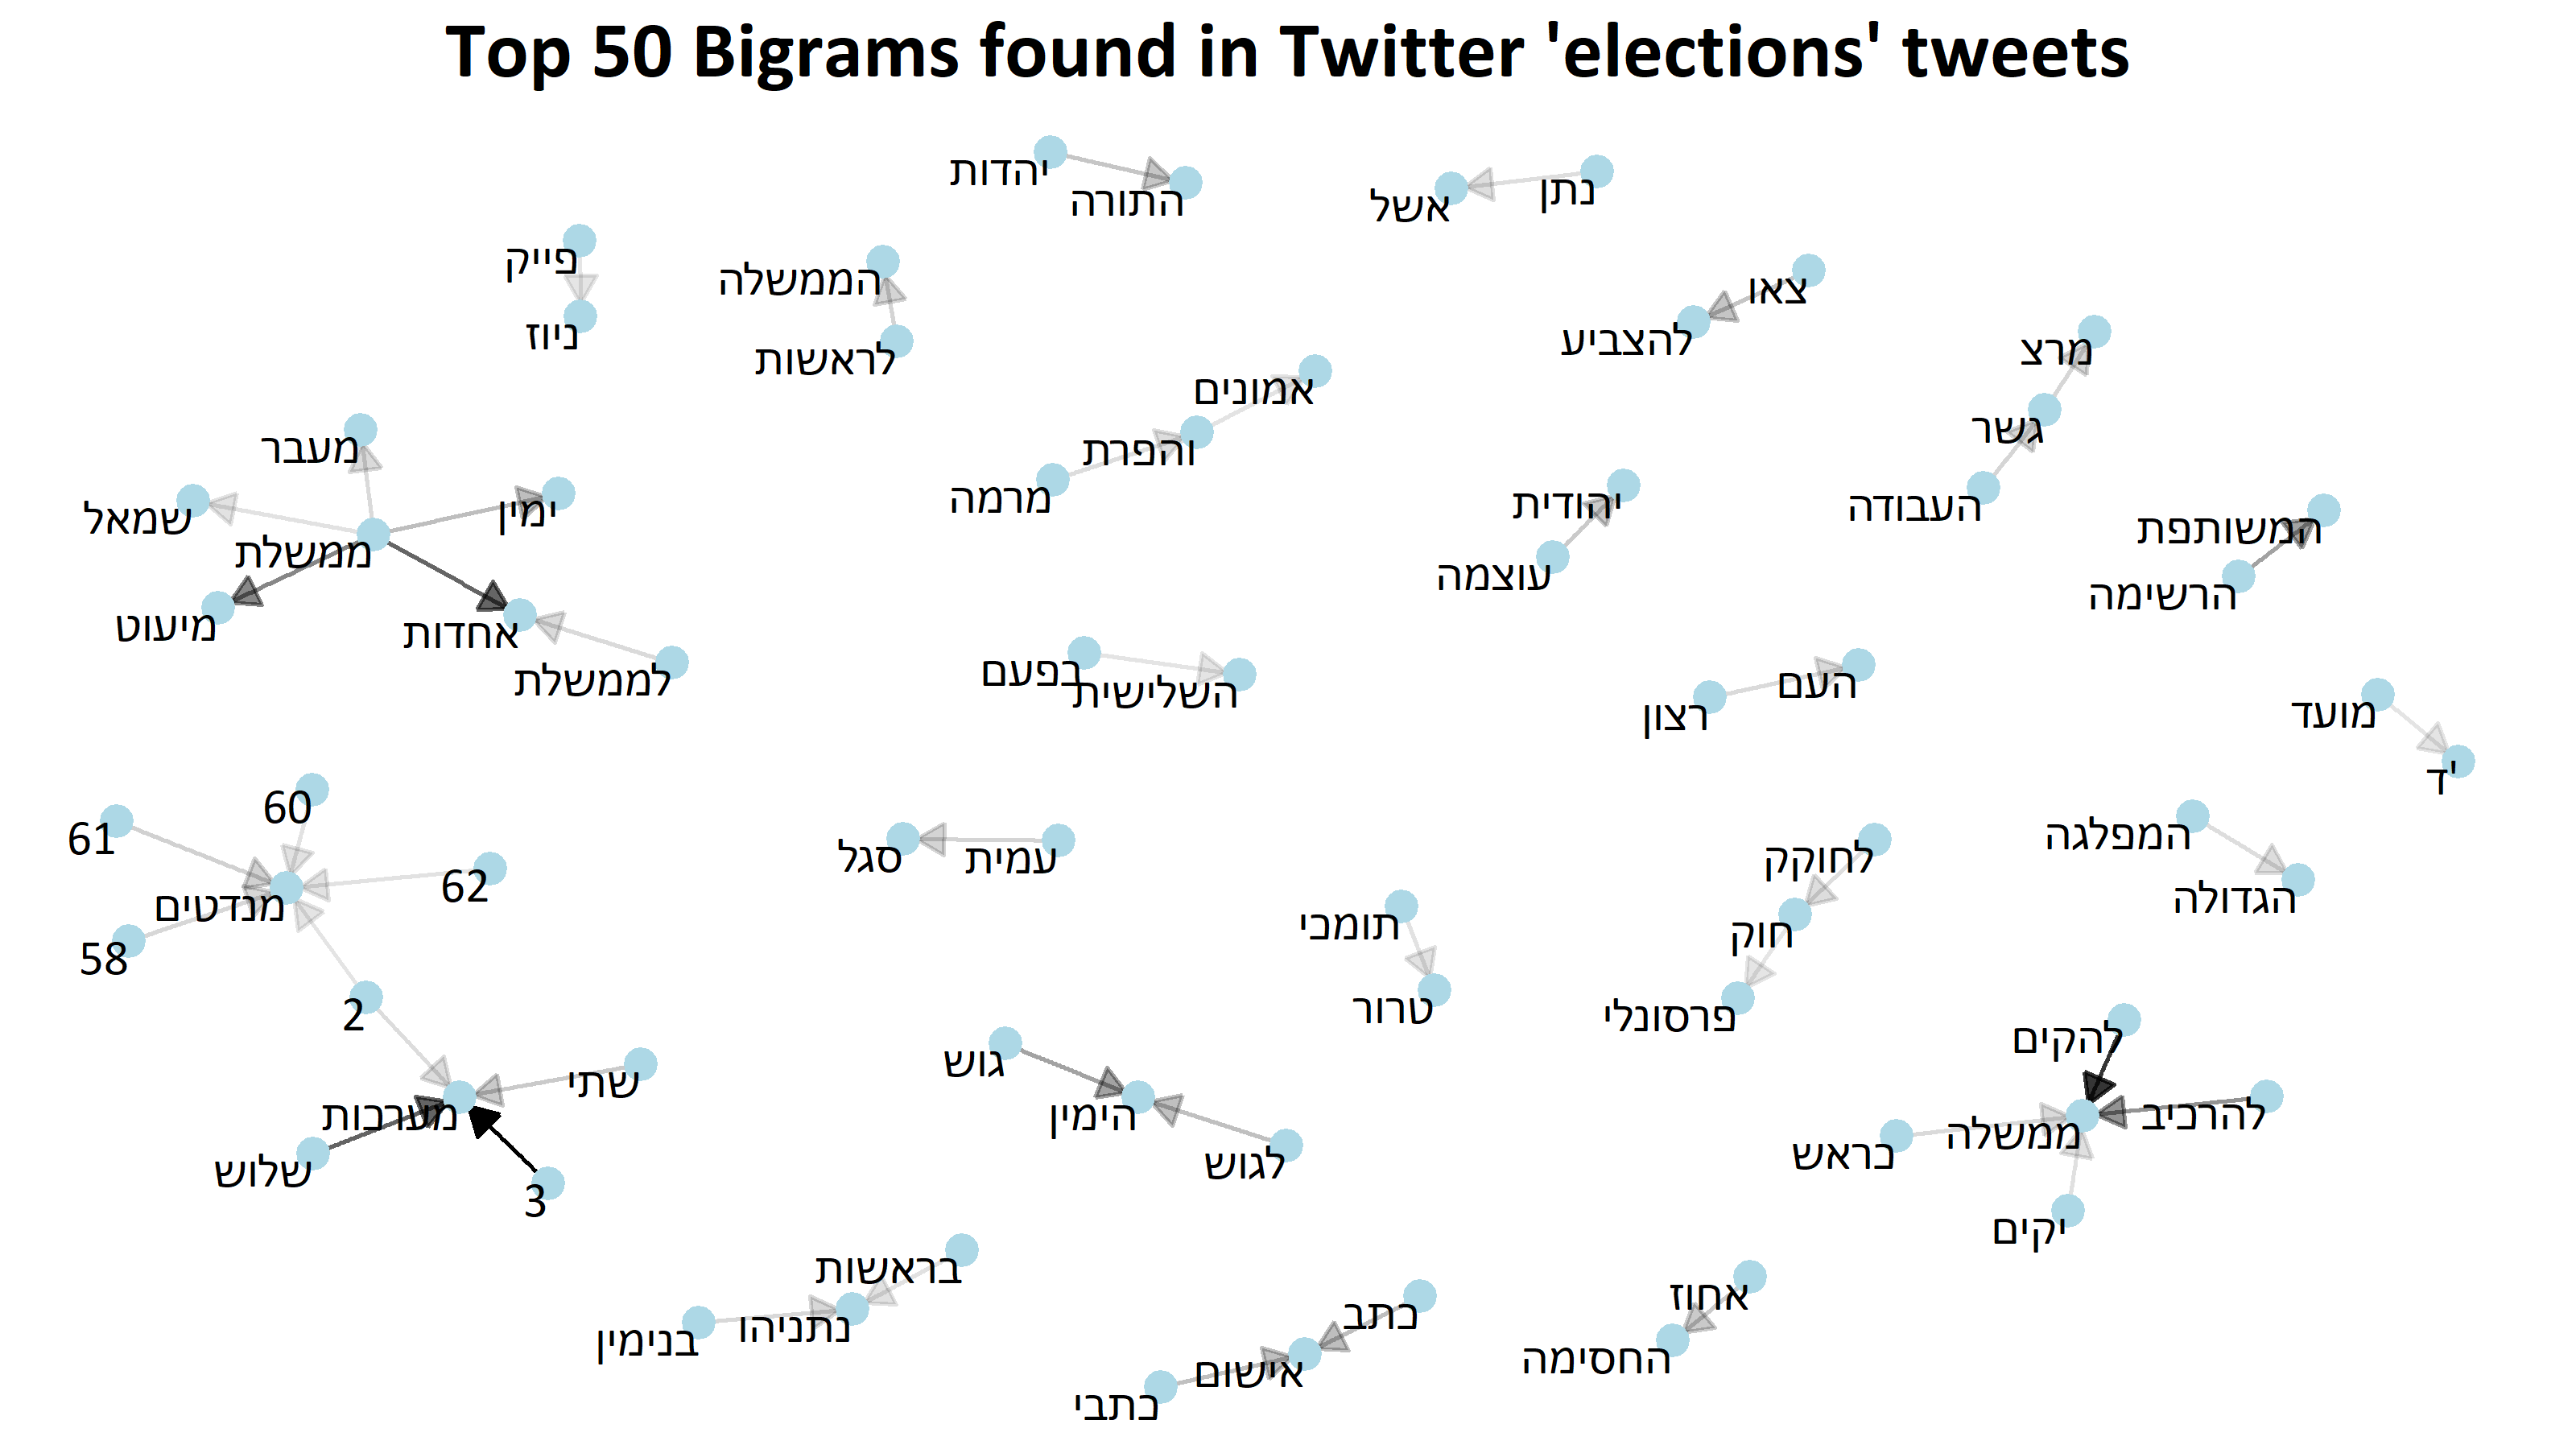 Top 50 Bigrams found in Twitter 'elections' tweets
יהדות
התורה
נתן
אשל
פייק
ניוז
הממשלה
לראשות
צאו
להצביע
מרצ
גשר
העבודה
אמונים
והפרת
מרמה
מעבר
ימין
שמאל
ממשלת
מיעוט
אחדות
לממשלת
יהודית
עוצמה
המשותפת
הרשימה
בפעם
השלישית
העם
רצון
מועד
ד'
60
61
62
מנדטים
58
2
שתי
מערכות
שלוש
3
עמית
סגל
לחוקק
חוק
פרסונלי
המפלגה
הגדולה
תומכי
טרור
גוש
הימין
לגוש
להקים
להרכיב
ממשלה
בראש
יקים
בראשות
נתניהו
בנימין
כתב
אישום
כתבי
אחוז
החסימה